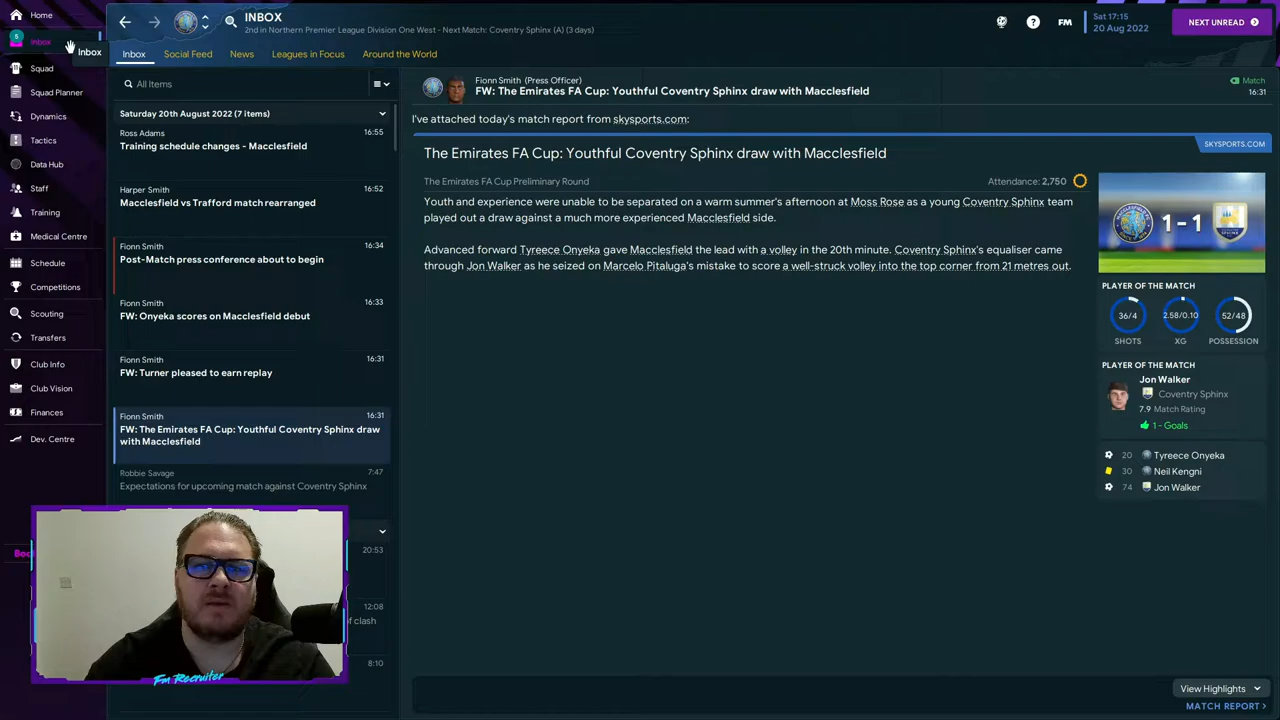 Home
INBOX
2nd in Northern Premier League Division One West - Next Match: Coventry Sphinx (A) (3 days)
FM
Sat 17:15
20 Aug 2022
NEXT UNREAD
5
Inbox
Inbox
Inbox
Social Feed
News
Leagues in Focus
Around the World
Squad
Squad Planner
Dynamics
Tactics
Data Hub
Staff
Training
Medical Centre
Schedule
Competitions
Scouting
Transfers
Club Info
Club Vision
Finances
Dev. Centre
All Items
Saturday 20th August 2022 (7 items)
Ross Adams 16:55
Training schedule changes - Macclesfield
Harper Smith 16:52
Macclesfield vs Trafford match rearranged
Fionn Smith 16:34
Post-Match press conference about to begin
Fionn Smith 16:33
FW: Onyeka scores on Macclesfield debut
Fionn Smith 16:31
FW: Turner pleased to earn replay
Fionn Smith 16:31
FW: The Emirates FA Cup: Youthful Coventry Sphinx draw
with Macclesfield
Robbie Savage 7:47
Expectations for upcoming match against Coventry Sphinx
20:53
12:08
of clash
8:10
Fm Recruiter
Fionn Smith (Press Officer)
FW: The Emirates FA Cup: Youthful Coventry Sphinx draw with Macclesfield
Match
16:31
I've attached today's match report from skysports.com:
SKYSPORTS.COM
The Emirates FA Cup: Youthful Coventry Sphinx draw with Macclesfield
The Emirates FA Cup Preliminary Round
Attendance: 2,750
Youth and experience were unable to be separated on a warm summer's afternoon at Moss Rose as a young Coventry Sphinx team
played out a draw against a much more experienced Macclesfield side.
Advanced forward Tyreece Onyeka gave Macclesfield the lead with a volley in the 20th minute. Coventry Sphinx's equaliser came
through Jon Walker as he seized on Marcelo Pitaluga's mistake to score a well-struck volley into the top corner from 21 metres out.
1 - 1
PLAYER OF THE MATCH
36/4
2.58/0.10
52/48
SHOTS
XG
POSSESSION
PLAYER OF THE MATCH
Jon Walker
Coventry Sphinx
7.9 Match Rating
1 - Goals
20 Tyreece Onyeka
30 Neil Kengni
74 Jon Walker
View Highlights
MATCH REPORT >